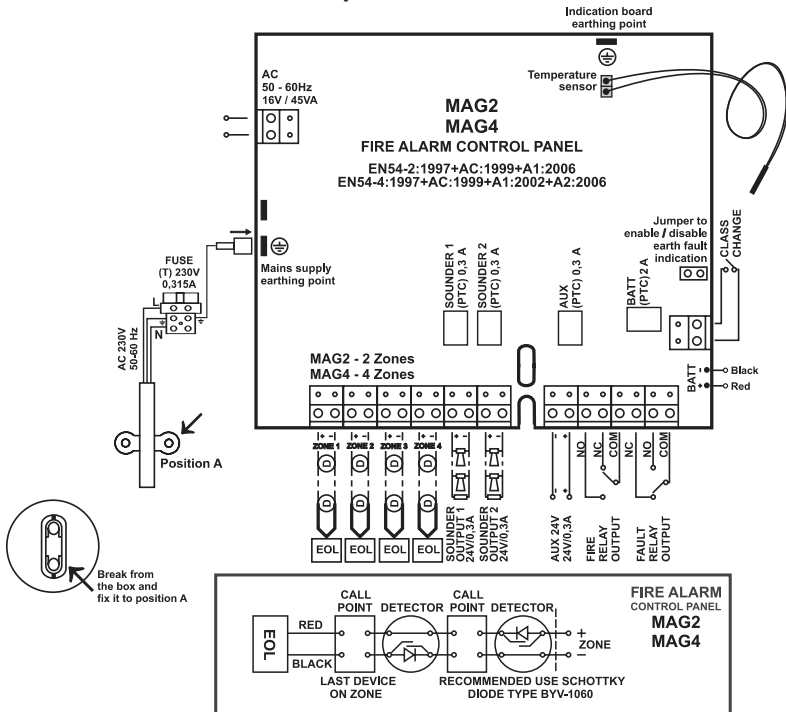 Indication board
earthing point
AC
50 - 60Hz
16V / 45VA
Temperature
sensor
MAG2
MAG4
FIRE ALARM CONTROL PANEL
EN54-2:1997+AC:1999+A1:2006
EN54-4:1997+AC:1999+A1:2002+A2:2006
Jumper to
enable / disable
earth fault
indication
CLASS
CHANGE
FUSE
(T) 230V
0,315A
Mains supply
earthing point
SOUNDER 1
(PTC) 0,3 A
SOUNDER 2
(PTC) 0,3 A
AUX
(PTC) 0,3 A
BATT
(PTC) 2 A
L
N
AC 230V
50-60 Hz
MAG2 - 2 Zones
MAG4 - 4 Zones
BATT
- Black
+ Red
Position A
+ -
ZONE 1
+ -
ZONE 2
+ -
ZONE 3
+ -
ZONE 4
+ -
+ -
- +
NO
NC
COM
NC
NO
COM
D D D D
D D D D
EOL EOL EOL EOL
SOUNDER
OUTPUT 1
24V/0,3A
SOUNDER
OUTPUT 2
24V/0,3A
- +
AUX 24V
24V/0,3A
FIRE
RELAY
OUTPUT
FAULT
RELAY
OUTPUT
Break from
the box and
fix it to position A
FIRE ALARM
CONTROL PANEL
MAG2
MAG4
CALL
POINT
DETECTOR
CALL
POINT
DETECTOR
EOL
RED
BLACK
+
ZONE
-
LAST DEVICE
ON ZONE
RECOMMENDED USE SCHOTTKY
DIODE TYPE BYV-1060